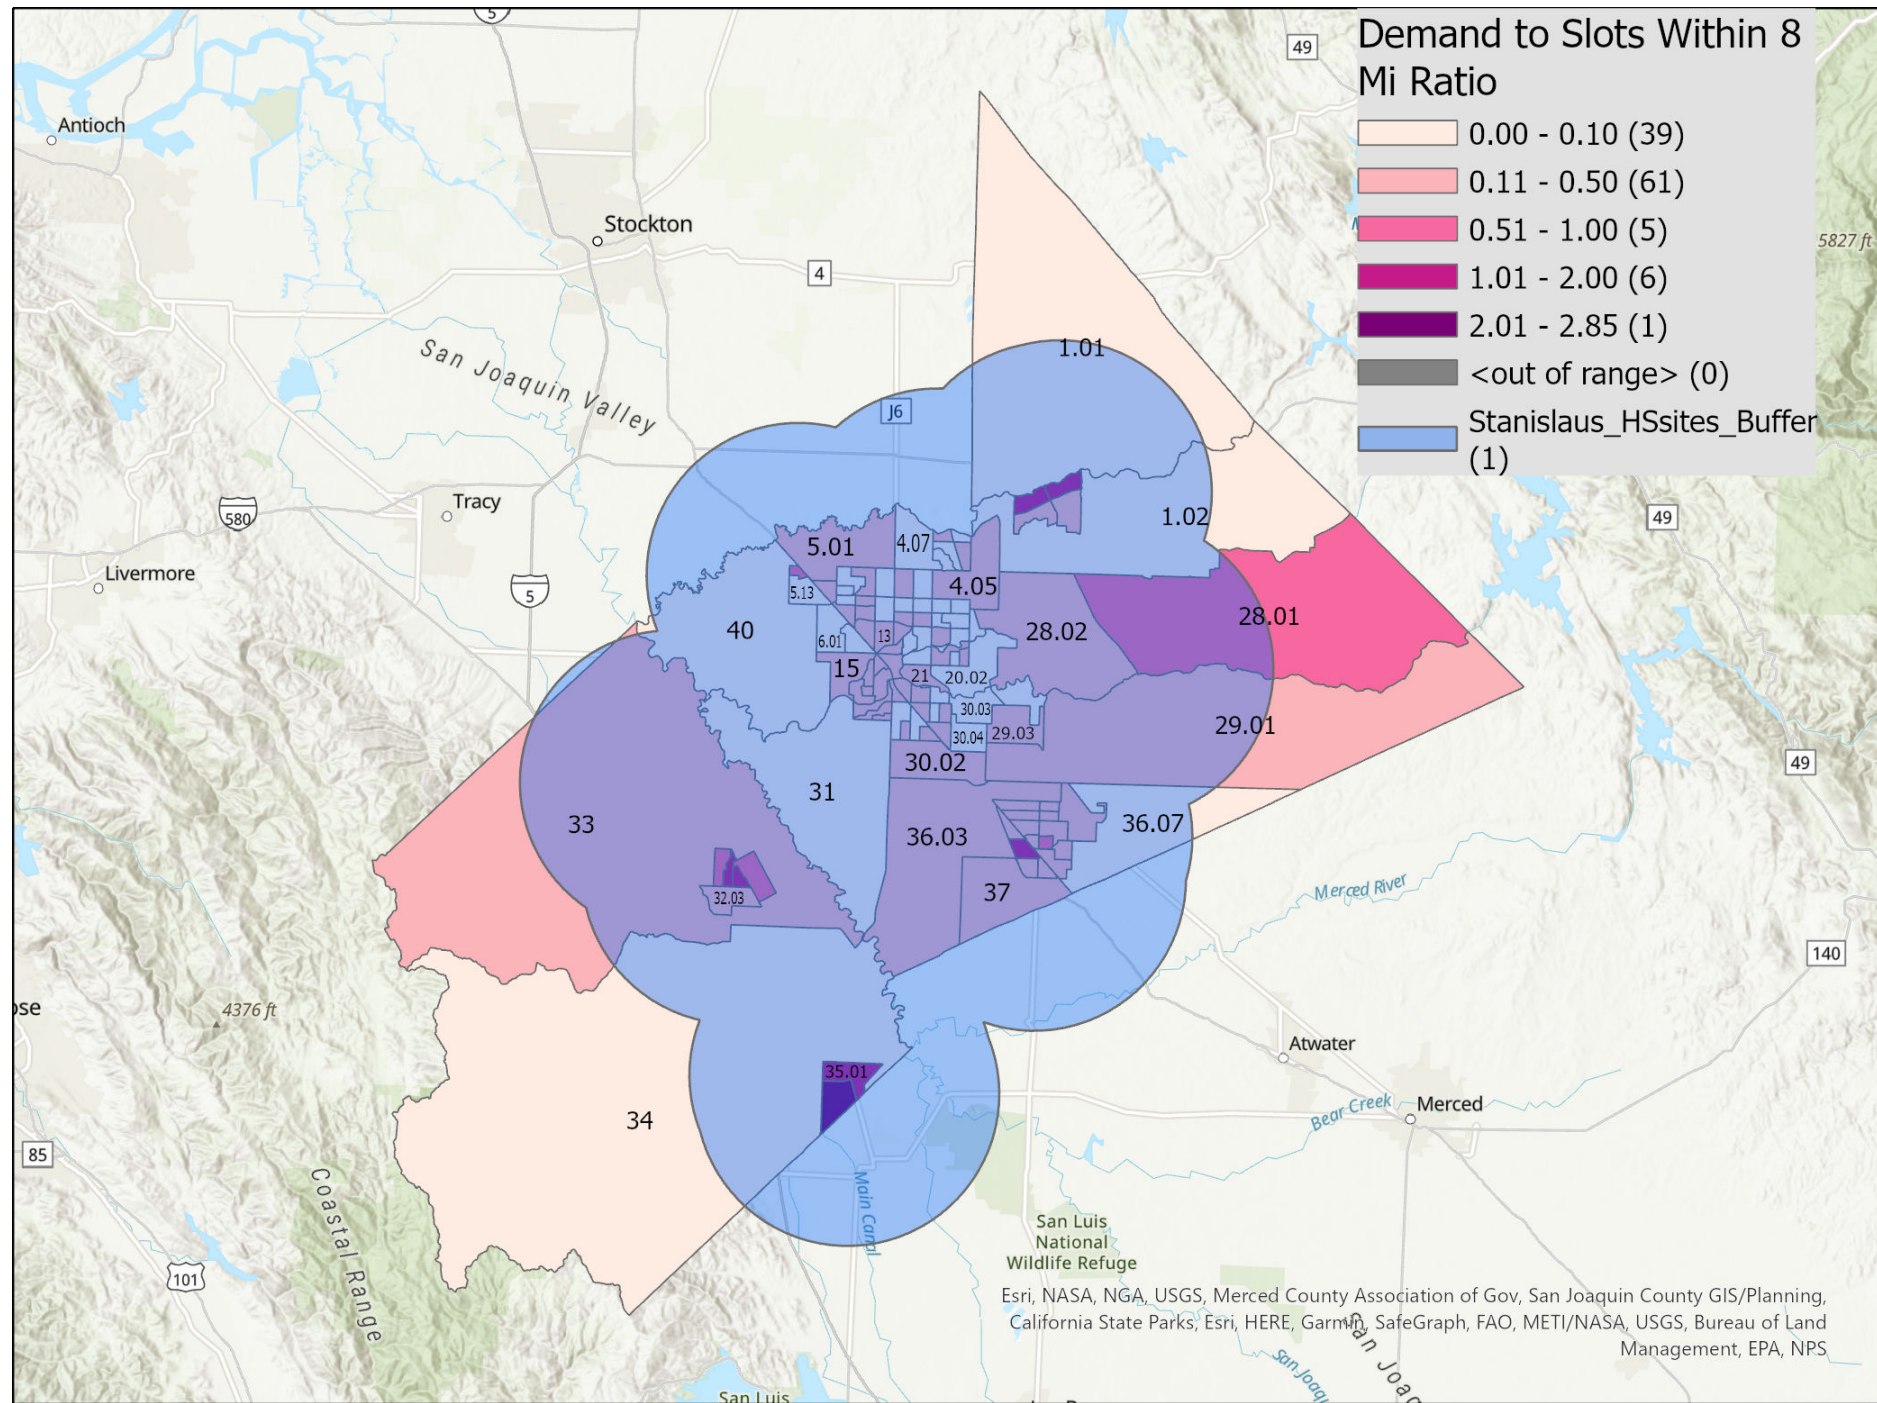 Demand to Slots Within 8
Mi Ratio
0.00 - 0.10 (39)
0.11 - 0.50 (61)
0.51 - 1.00 (5)
1.01 - 2.00 (6)
2.01 - 2.85 (1)
<out of range> (0)
Stanislaus_HSsites_Buffer
(1)
5
49
Antioch
Stockton
4
5827 ft
San Joaquin Valley
1.01
J6
Tracy
580
49
1.02
5.01
4.07
Livermore
5
5.13
4.05
28.01
40
6.01
13
28.02
15
21
20.02
30.03
29.01
30.04
29.03
30.02
49
31
33
36.03
36.07
32.03
37
Merced River
140
ose
4376 ft
Atwater
35.01
Merced
Bear Creek
34
85
Coastal Range
Main Canal
San Luis
National
Wildlife Refuge
101
Esri, NASA, NGA, USGS, Merced County Association of Gov, San Joaquin County GIS/Planning,
California State Parks, Esri, HERE, Garmin, SafeGraph, FAO, METI/NASA, USGS, Bureau of Land
Management, EPA, NPS
San Joaqu
San Joaq
San Luis